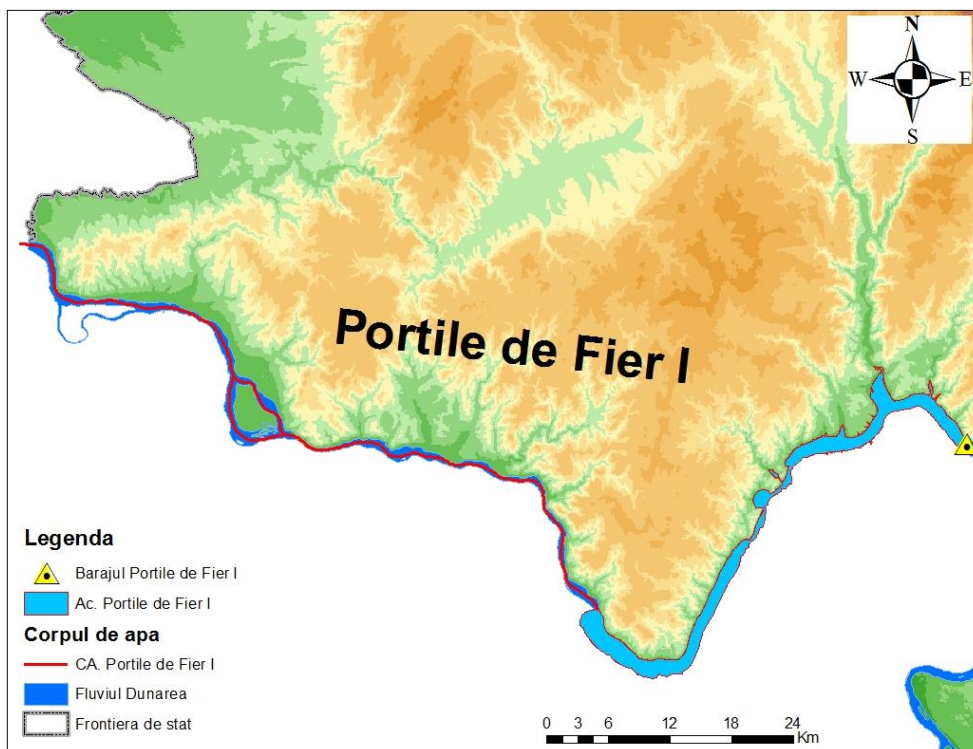 N
W E
S
Portile de Fier I
Legenda
Barajul Portile de Fier I
Ac. Portile de Fier I
Corpul de apa
CA. Portile de Fier I
Fluviul Dunarea
Frontiera de stat
0 3 6 12 18 24
Km